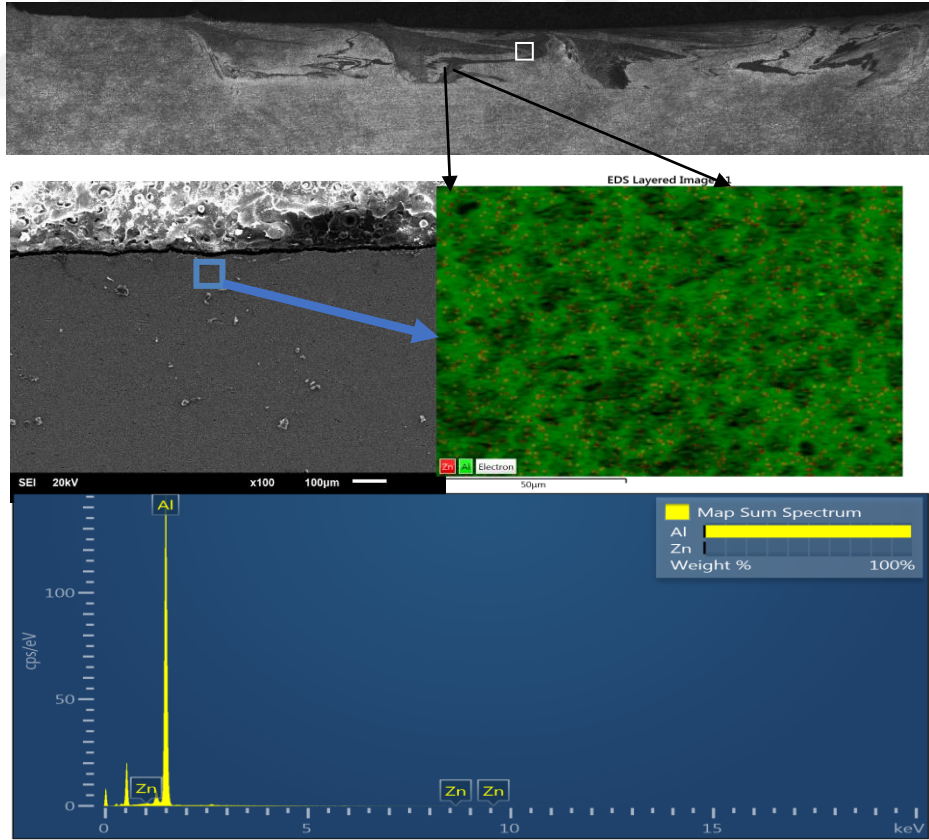 EDS Layered Image 1
SEI 20kV x100 100µm
Zn Al Electron
50µm
Al
Map Sum Spectrum
Al
Zn
Weight % 100%
100
cps/eV
50
Zn Zn Zn
0
0 5 10 15 keV